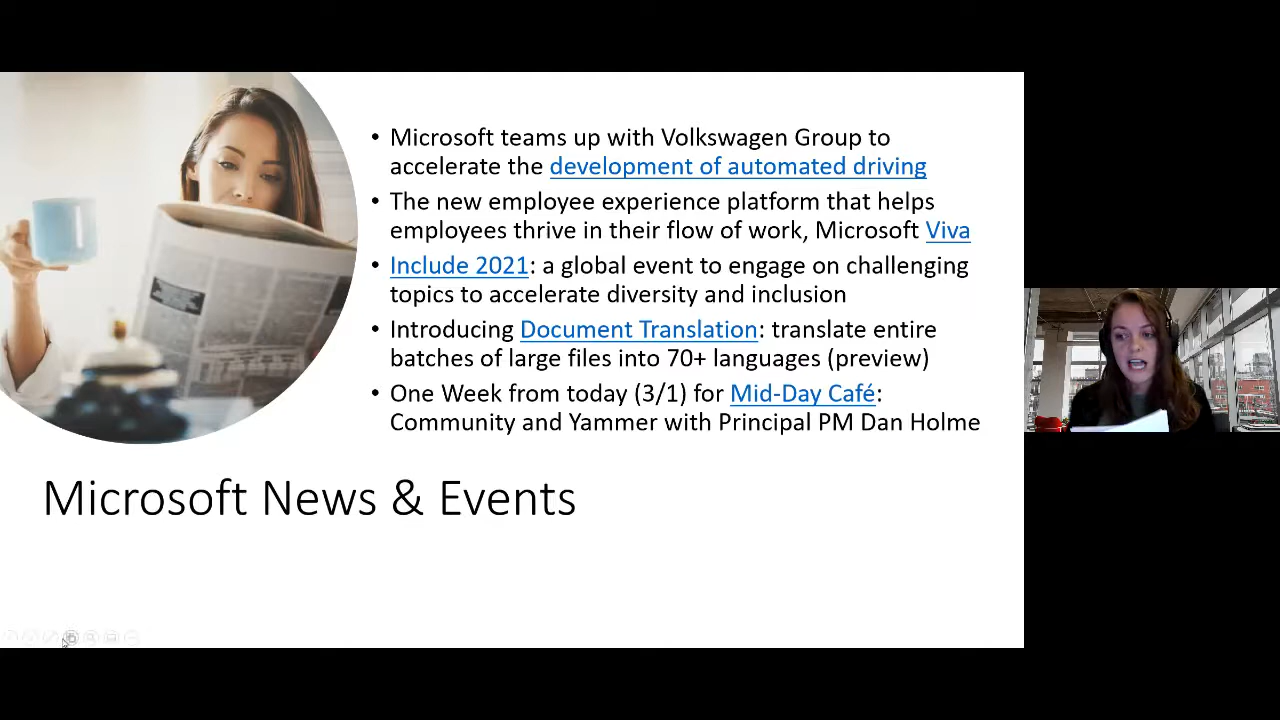 • Microsoft teams up with Volkswagen Group to
accelerate the development of automated driving
• The new employee experience platform that helps
employees thrive in their flow of work, Microsoft Viva
• Include 2021: a global event to engage on challenging
topics to accelerate diversity and inclusion
• Introducing Document Translation: translate entire
batches of large files into 70+ languages (preview)
• One Week from today (3/1) for Mid-Day Café:
Community and Yammer with Principal PM Dan Holme
Microsoft News & Events